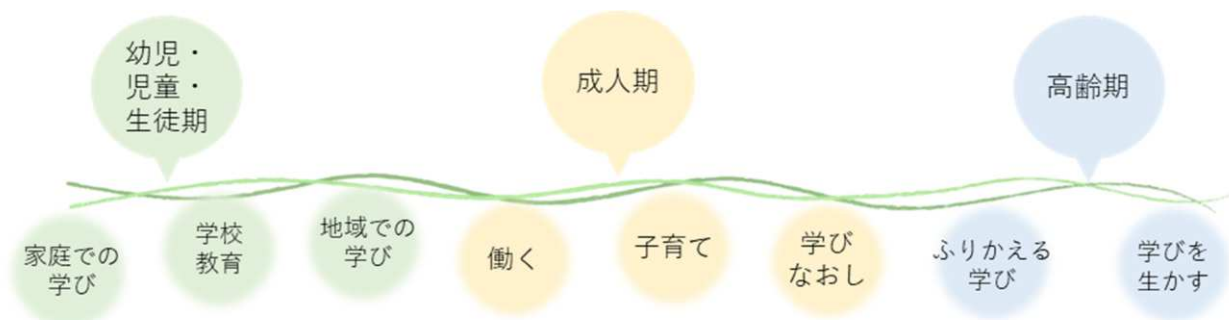 幼児・
児童・
生徒期
成人期
高齢期
家庭での
学び
学校
教育
地域での
学び
働く
子育て
学び
なおし
ふりかえる
学び
学びを
生かす